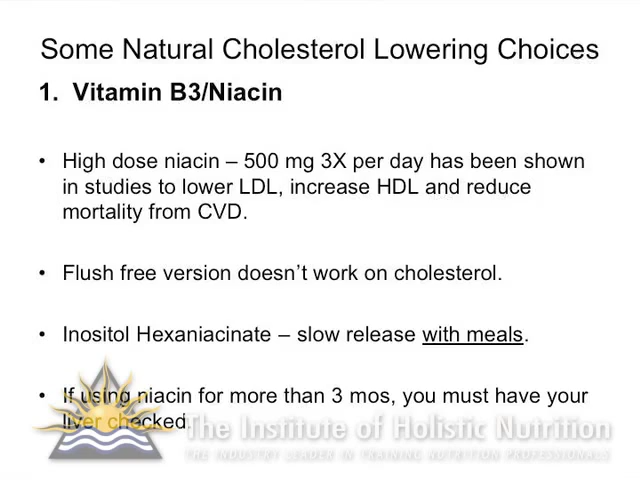 Some Natural Cholesterol Lowering Choices
1. Vitamin B3/Niacin
• High dose niacin – 500 mg 3X per day has been shown
in studies to lower LDL, increase HDL and reduce
mortality from CVD.
• Flush free version doesn't work on cholesterol.
• Inositol Hexaniacinate – slow release with meals.
• If using niacin for more than 3 mos, you must have your
liver checked.
The Institute of Holistic Nutrition
THE INDUSTRY LEADER IN TRAINING NUTRITION PROFESSIONALS